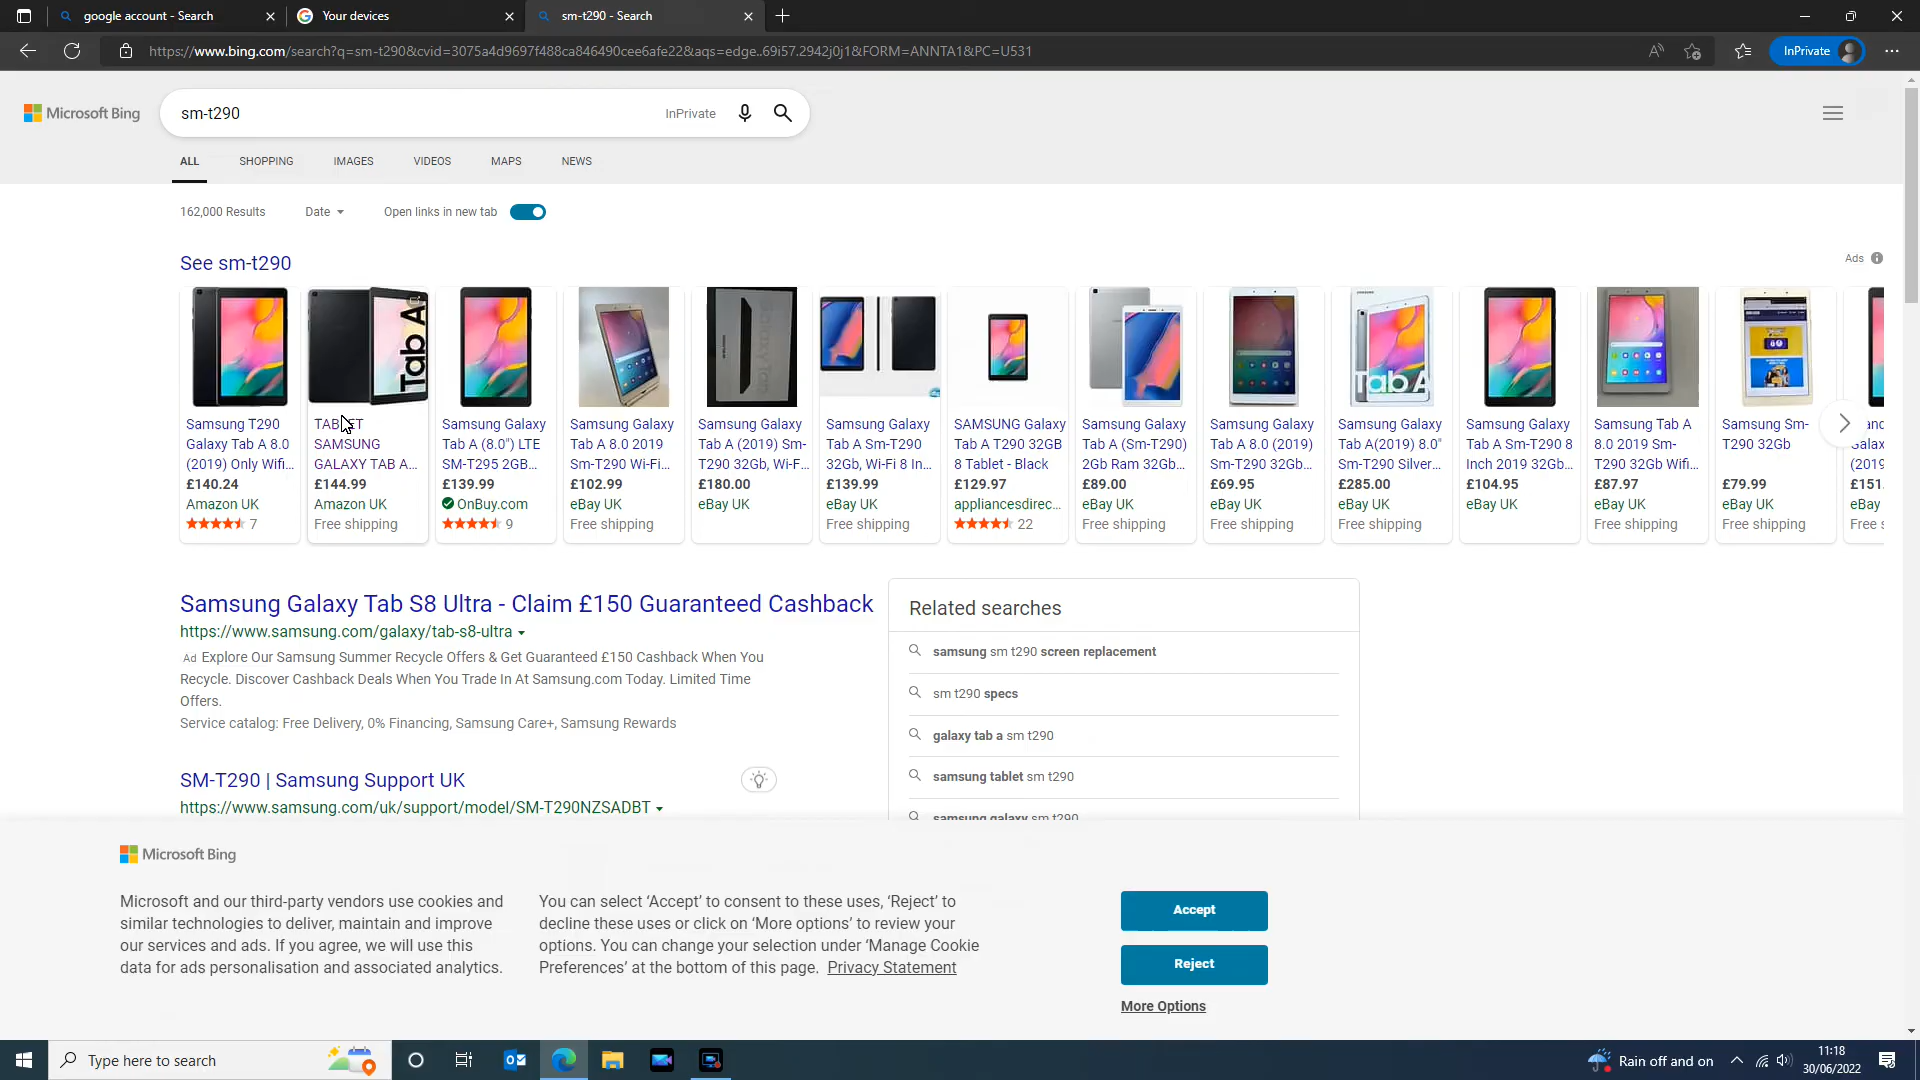 google account - Search
Your devices
sm-t290 - Search
https://www.bing.com/search?q=sm-t290&cvid=3075a4d9697f488ca846490cee6afe22&aqs=edge..69i57.2942j0j1&FORM=ANNTA1&PC=U531
InPrivate
Microsoft Bing
sm-t290
InPrivate
ALL SHOPPING IMAGES VIDEOS MAPS NEWS
162,000 Results Date Open links in new tab
See sm-t290
Ads
Samsung T290
Galaxy Tab A 8.0
(2019) Only Wifi...
£140.24
Amazon UK
7
TABLET
SAMSUNG
GALAXY TAB A...
£144.99
Amazon UK
Free shipping
Samsung Galaxy
Tab A (8.0") LTE
SM-T295 2GB...
£139.99
OnBuy.com
9
Samsung Galaxy
Tab A 8.0 2019
Sm-T290 Wi-Fi...
£102.99
eBay UK
Free shipping
Samsung Galaxy
Tab A (2019) Sm-
T290 32Gb, Wi-F...
£180.00
eBay UK
Samsung Galaxy
Tab A Sm-T290
32Gb, Wi-Fi 8 In...
£139.99
eBay UK
Free shipping
SAMSUNG Galaxy
Tab A T290 32GB
8 Tablet - Black
£129.97
appliancesdirec...
22
Samsung Galaxy
Tab A (Sm-T290)
2Gb Ram 32Gb...
£89.00
eBay UK
Free shipping
Samsung Galaxy
Tab A 8.0 (2019)
Sm-T290 32Gb...
£69.95
eBay UK
Free shipping
Tab A
Samsung Galaxy
Tab A(2019) 8.0"
Sm-T290 Silver...
£285.00
eBay UK
Free shipping
Samsung Galaxy
Tab A Sm-T290 8
Inch 2019 32Gb...
£104.95
eBay UK
Samsung Tab A
8.0 2019 Sm-
T290 32Gb Wifi...
£87.97
eBay UK
Free shipping
Samsung Sm-
T290 32Gb
£79.99
eBay UK
Free shipping
Galax
(2019
£151.
eBay
Free s
Samsung Galaxy Tab S8 Ultra - Claim £150 Guaranteed Cashback
https://www.samsung.com/galaxy/tab-s8-ultra
Ad Explore Our Samsung Summer Recycle Offers & Get Guaranteed £150 Cashback When You
Recycle. Discover Cashback Deals When You Trade In At Samsung.com Today. Limited Time
Offers.
Service catalog: Free Delivery, 0% Financing, Samsung Care+, Samsung Rewards
SM-T290 | Samsung Support UK
https://www.samsung.com/uk/support/model/SM-T290NZSADBT
Related searches
samsung sm t290 screen replacement
sm t290 specs
galaxy tab a sm t290
samsung tablet sm t290
samsung galaxy sm t290
Microsoft Bing
Microsoft and our third-party vendors use cookies and
similar technologies to deliver, maintain and improve
our services and ads. If you agree, we will use this
data for ads personalisation and associated analytics.
You can select ‘Accept’ to consent to these uses, ‘Reject’ to
decline these uses or click on ‘More options’ to review your
options. You can change your selection under ‘Manage Cookie
Preferences’ at the bottom of this page. Privacy Statement
Accept
Reject
More Options
Type here to search
Rain off and on
11:18
30/06/2022